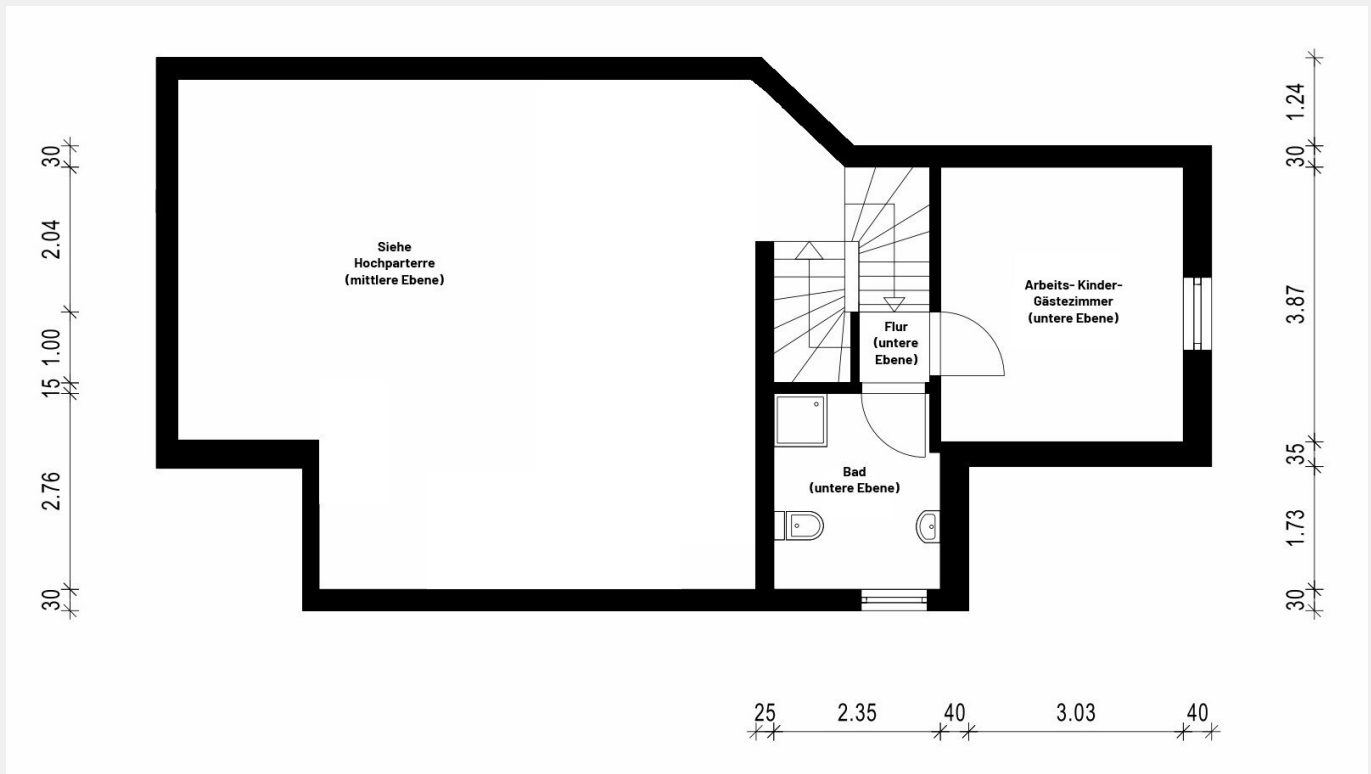 Siehe
Hochparterre
(mittlere Ebene)
Arbeits- Kinder-
Gästezimmer
(untere Ebene)
Flur
(untere
Ebene)
Bad
(untere Ebene)
30
2.04
1.00
15
2.76
30
1.24
30
3.87
35
1.73
30
25 2.35 40 3.03 40